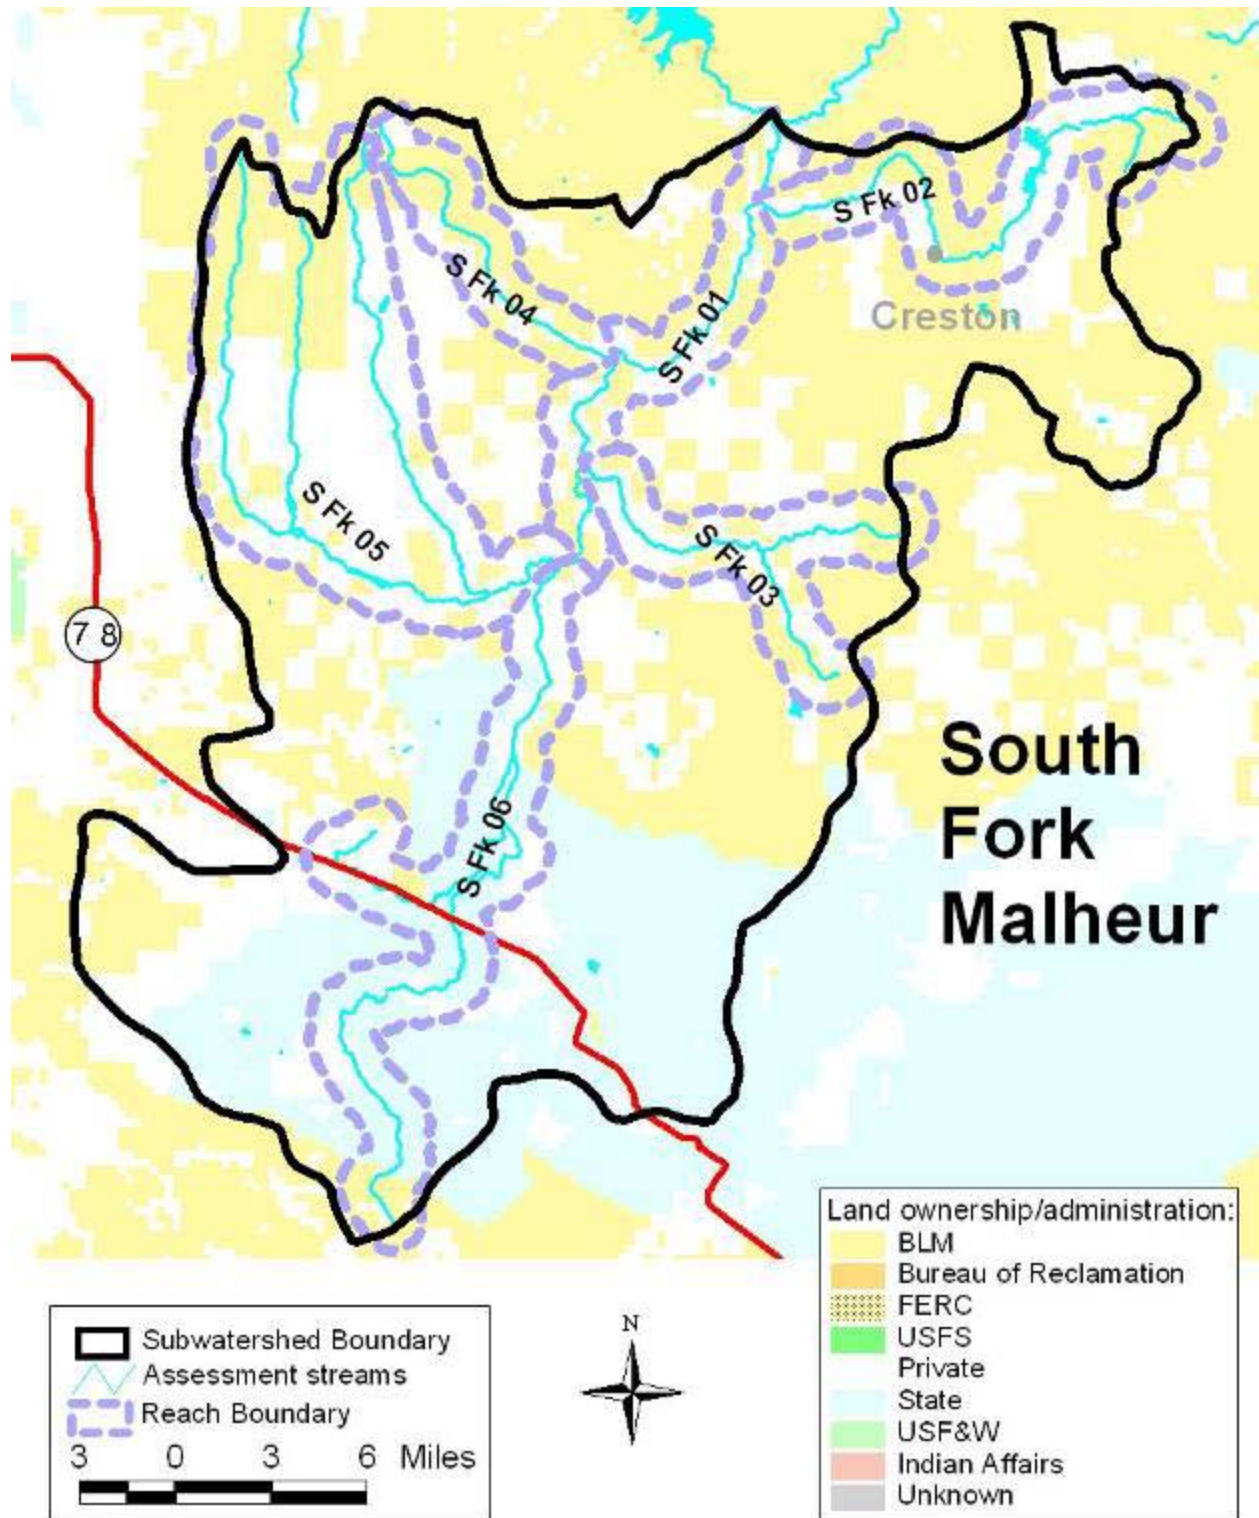 S Fk 02
S Fk 04
S Fk 01
Creston
S Fk 05
S Fk 03
7 8
South
Fork
Malheur
S Fk 06
Land ownership/administration:
BLM
Bureau of Reclamation
FERC
USFS
Private
State
USF&W
Indian Affairs
Unknown
Subwatershed Boundary
Assessment streams
Reach Boundary
3 0 3 6 Miles
N